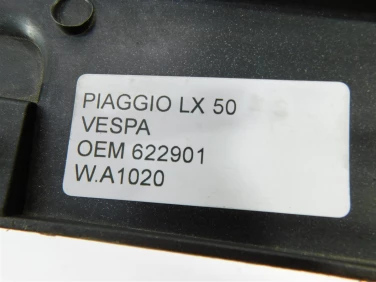 PIAGGIO LX 50
VESPA
OEM 622901
W.A1020